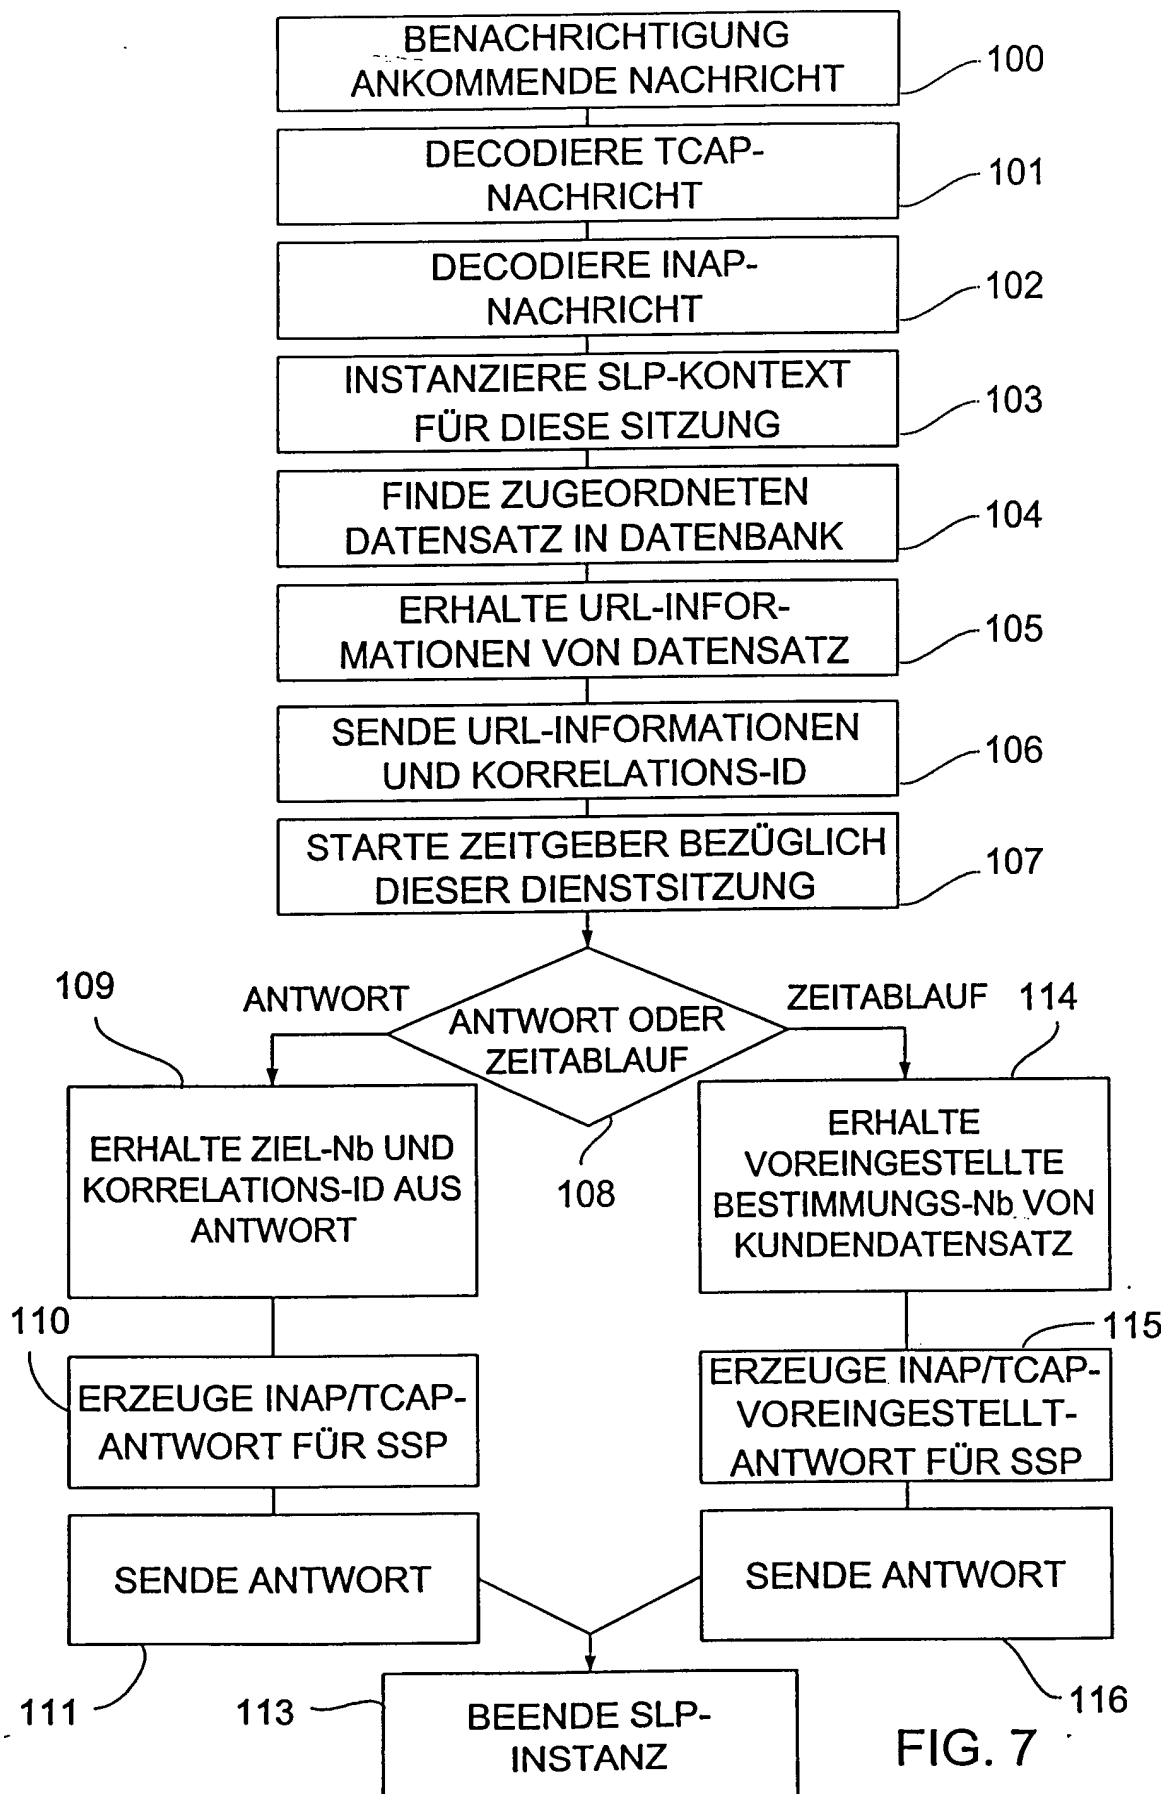 BENACHRICHTIGUNG
ANKOMMENDE NACHRICHT
100
DECODIERE TCAP-
NACHRICHT
101
DECODIERE INAP-
NACHRICHT
102
INSTANZIERE SLP-KONTEXT
FÜR DIESE SITZUNG
103
FINDE ZUGEORDNETEN
DATENSATZ IN DATENBANK
104
ERHALTE URL-INFOR-
MATIONEN VON DATENSATZ
105
SENDE URL-INFORMATIONEN
UND KORRELATIONS-ID
106
STARTE ZEITGEBER BEZÜGLICH
DIESER DIENSTSITZUNG
107
109
ANTWORT
ANTWORT ODER
ZEITABLAUF
108
ZEITABLAUF
114
ERHALTE ZIEL-Nb UND
KORRELATIONS-ID AUS
ANTWORT
ERHALTE
VOREINGESTELLTE
BESTIMMUNGS-Nb VON
KUNDENDATENSATZ
110
ERZEUGE INAP/TCAP-
ANTWORT FÜR SSP
115
ERZEUGE INAP/TCAP-
VOREINGESTELLT-
ANTWORT FÜR SSP
SENDE ANTWORT
111
SENDE ANTWORT
116
113
BEENDE SLP-
INSTANZ
FIG. 7